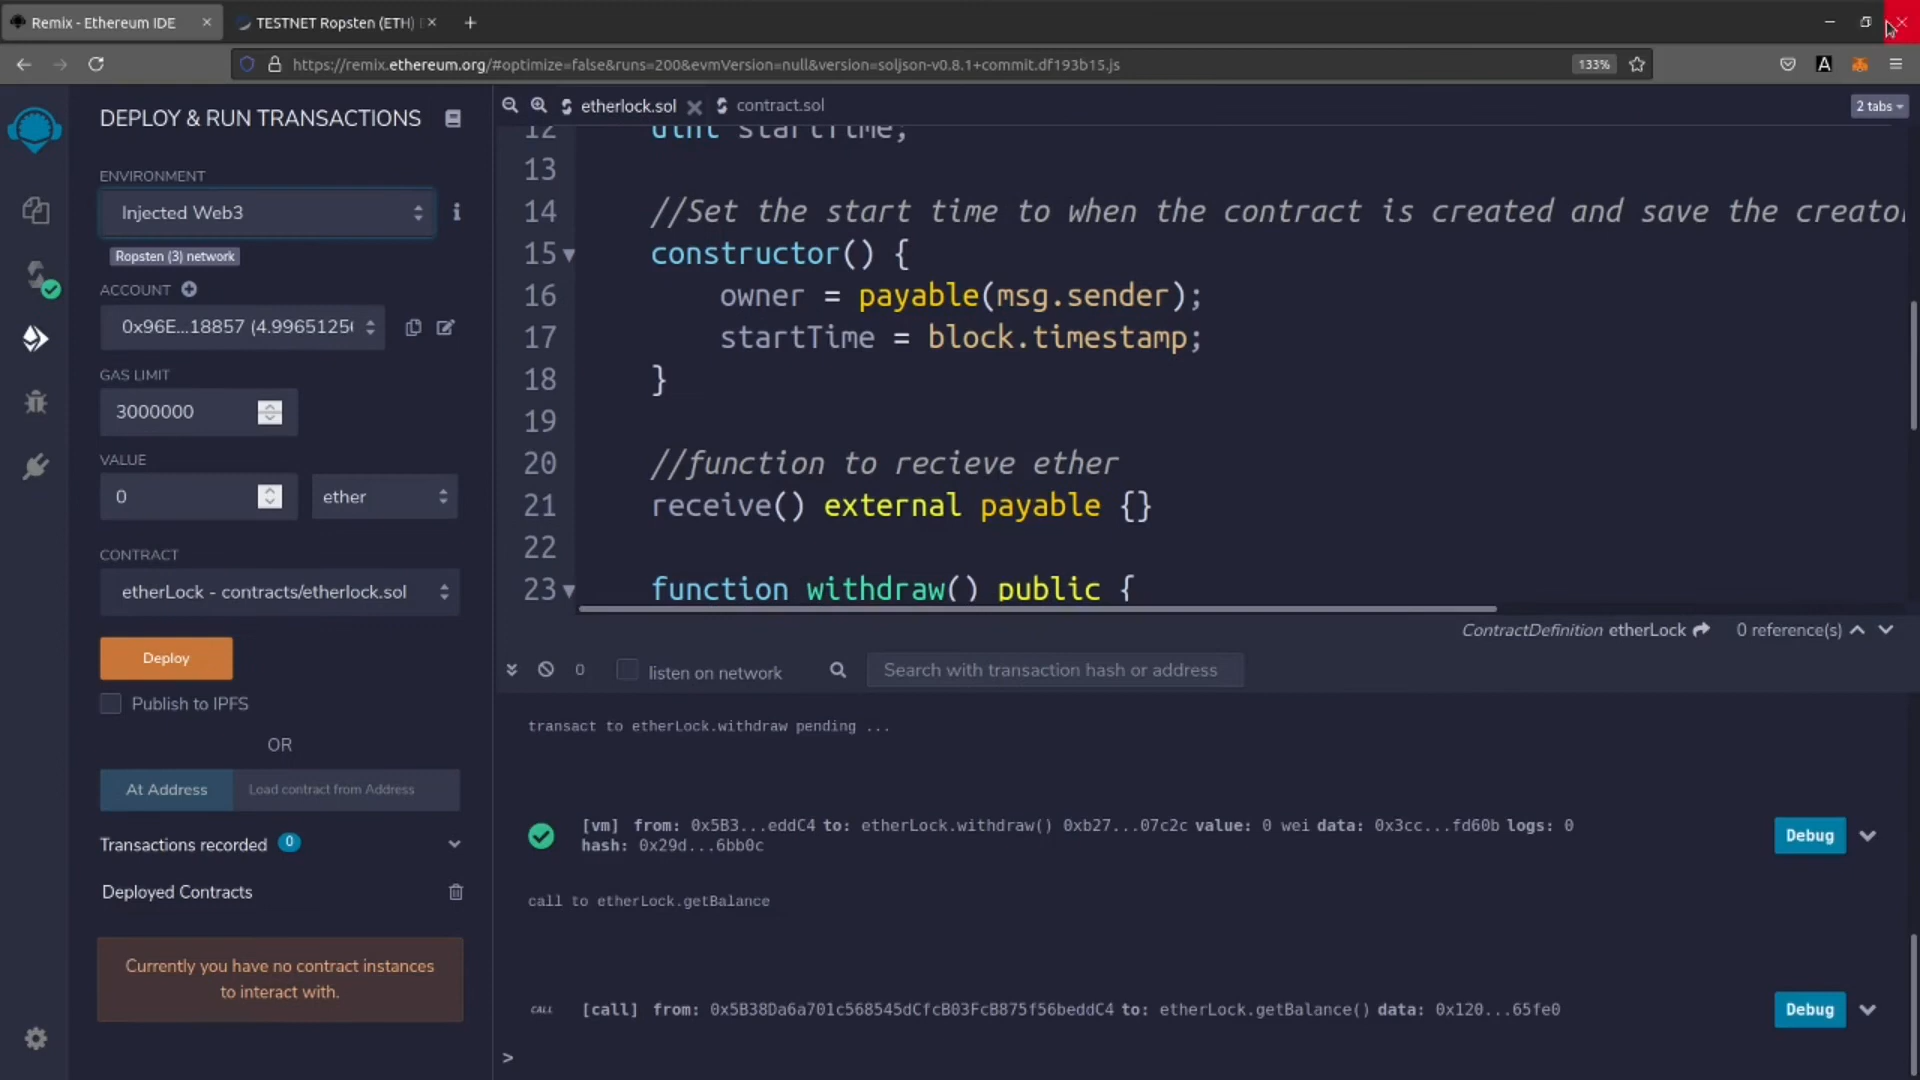 Remix - Ethereum IDE
TESTNET Ropsten (ETH)
https://remix.ethereum.org/#optimize=false&runs=200&evmVersion=null&version=soljson-v0.8.1+commit.df193b15.js
133%
A
DEPLOY & RUN TRANSACTIONS
ENVIRONMENT
Injected Web3
i
Ropsten (3) network
ACCOUNT
0x96E...18857 (4.9965125
GAS LIMIT
3000000
VALUE
0
ether
CONTRACT
etherLock - contracts/etherlock.sol
Deploy
Publish to IPFS
OR
At Address
Load contract from Address
Transactions recorded 0
Deployed Contracts
Currently you have no contract instances
to interact with.
etherlock.sol
contract.sol
2 tabs
12 uint startTime;
13
14 //Set the start time to when the contract is created and save the creator
15 constructor() {
16 owner = payable(msg.sender);
17 startTime = block.timestamp;
18 }
19
20 //function to recieve ether
21 receive() external payable {}
22
23 function withdraw() public {
ContractDefinition etherLock 0 reference(s)
0
listen on network
Search with transaction hash or address
transact to etherLock.withdraw pending ...
[vm] from: 0x5B3...eddC4 to: etherLock.withdraw() 0xb27...07c2c value: 0 wei data: 0x3cc...fd60b logs: 0
hash: 0x29d...6bb0c
Debug
call to etherLock.getBalance
CALL [call] from: 0x5B38Da6a701c568545dCfcB03FcB875f56beddC4 to: etherLock.getBalance() data: 0x120...65fe0
Debug
>